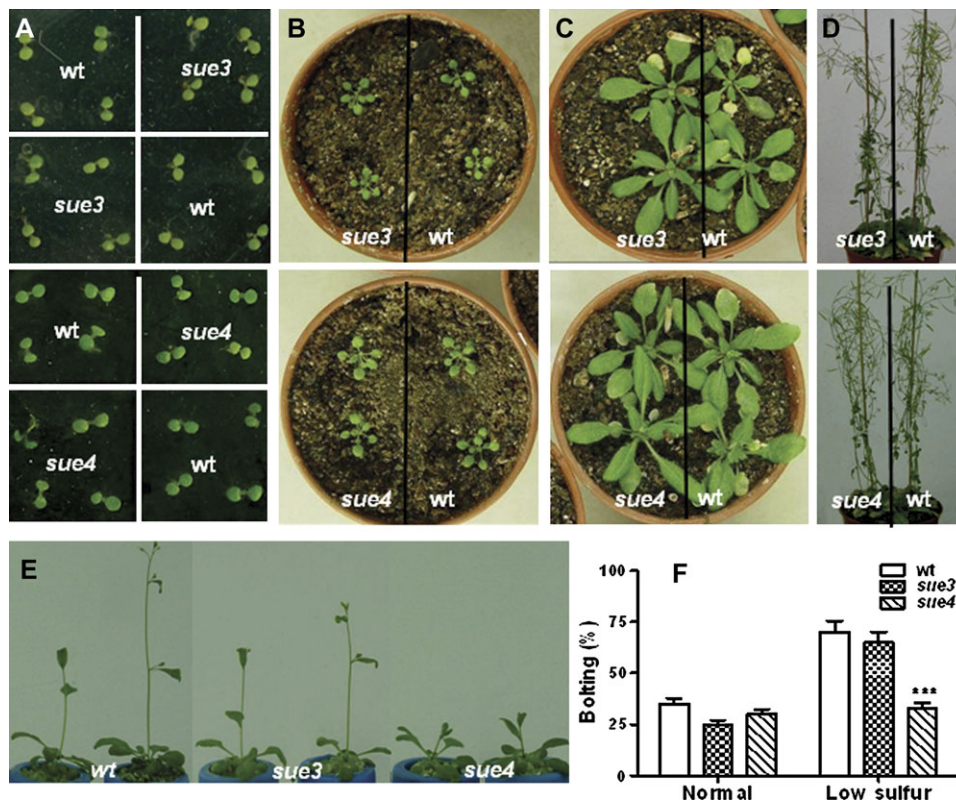 A
wt
sue3
sue3
wt
wt
sue4
sue4
wt
B
sue3
wt
sue4
wt
C
sue3
wt
sue4
wt
D
sue3
wt
sue4
wt
E
wt
sue3
sue4
F
wt
sue3
sue4
100
75
50
25
0
Bolting (%)
***
Normal
Low sulfur